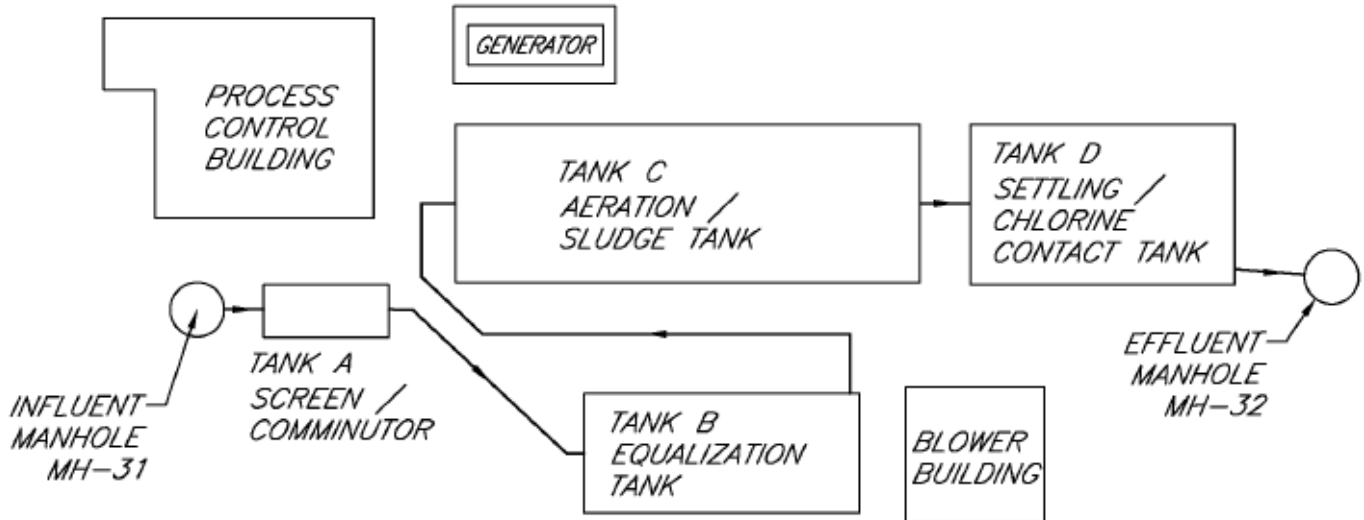 GENERATOR
PROCESS
CONTROL
BUILDING
TANK C
AERATION /
SLUDGE TANK
TANK D
SETTLING /
CHLORINE
CONTACT TANK
TANK A
SCREEN /
COMMINUTOR
INFLUENT
MANHOLE
MH-31
TANK B
EQUALIZATION
TANK
BLOWER
BUILDING
EFFLUENT
MANHOLE
MH-32